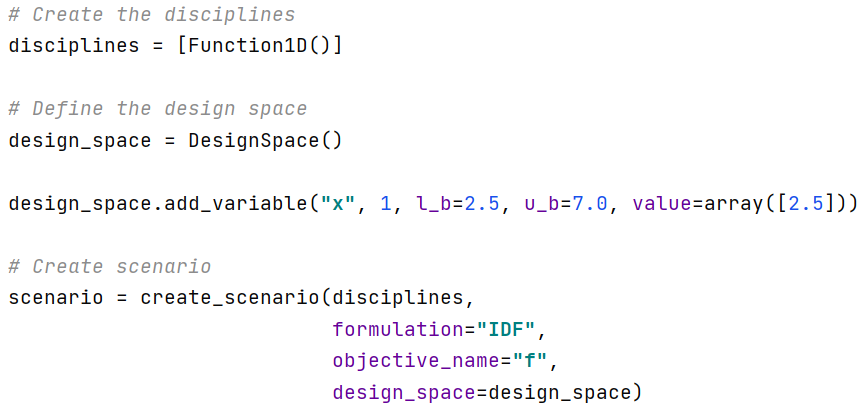 # Create the disciplines
disciplines = [Function1D()]
# Define the design space
design_space = DesignSpace()
design_space.add_variable("x", 1, l_b=2.5, u_b=7.0, value=array([2.5]))
# Create scenario
scenario = create_scenario(disciplines,
                           formulation="IDF",
                           objective_name="f",
                           design_space=design_space)